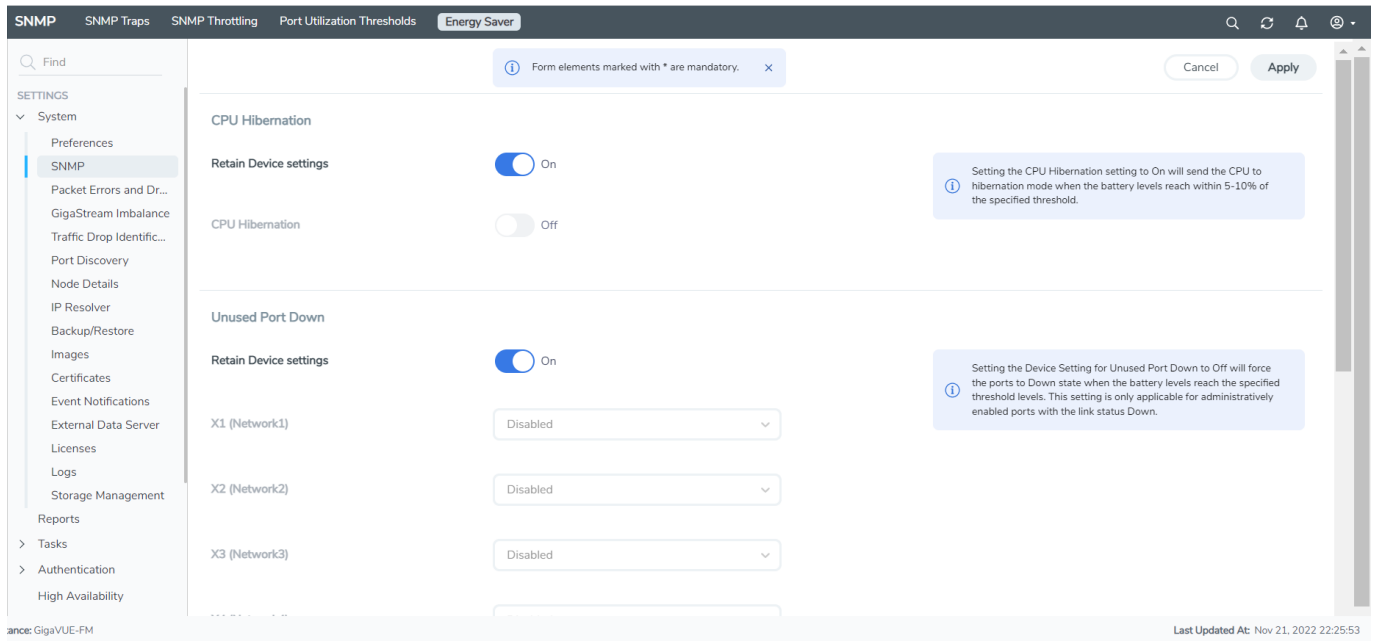 SNMP SNMP Traps SNMP Throttling Port Utilization Thresholds Energy Saver
Find
SETTINGS
System
Preferences
SNMP
Packet Errors and Dr...
GigaStream Imbalance
Traffic Drop Identific...
Port Discovery
Node Details
IP Resolver
Backup/Restore
Images
Certificates
Event Notifications
External Data Server
Licenses
Logs
Storage Management
Reports
Tasks
Authentication
High Availability
Form elements marked with * are mandatory.
Cancel Apply
CPU Hibernation
Retain Device settings On
Setting the CPU Hibernation setting to On will send the CPU to
hibernation mode when the battery levels reach within 5-10% of
the specified threshold.
CPU Hibernation Off
Unused Port Down
Retain Device settings On
Setting the Device Setting for Unused Port Down to Off will force
the ports to Down state when the battery levels reach the specified
threshold levels. This setting is only applicable for administratively
enabled ports with the link status Down.
X1 (Network1) Disabled
X2 (Network2) Disabled
X3 (Network3) Disabled
tance: GigaVUE-FM
Last Updated At: Nov 21, 2022 22:25:53